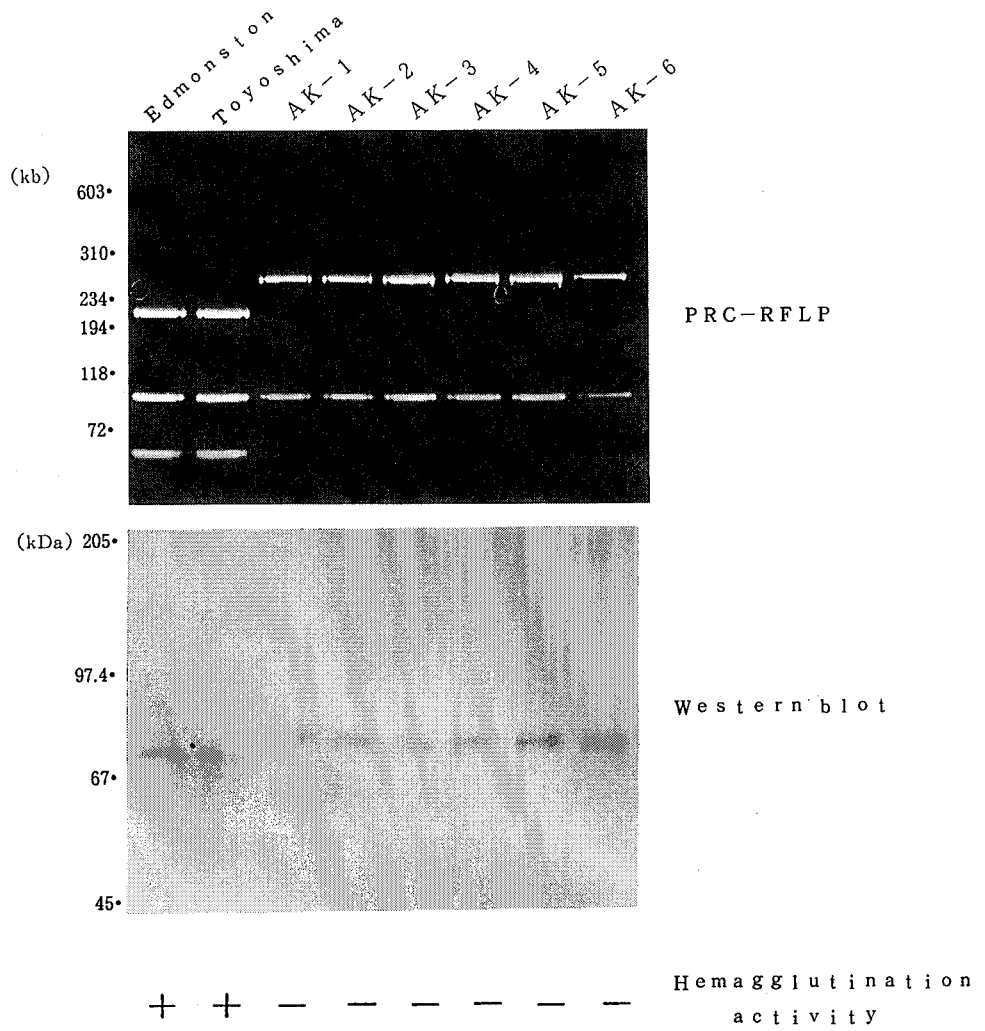 Edmonston Toyoshima AK-1 AK-2 AK-3 AK-4 AK-5 AK-6
(kb)
603•
310•
234•
194•
118•
72•
PRC-RFLP
(kDa) 205•
97.4•
67•
45•
Western blot
+ + − − − − − −
Hemagglutination
activity